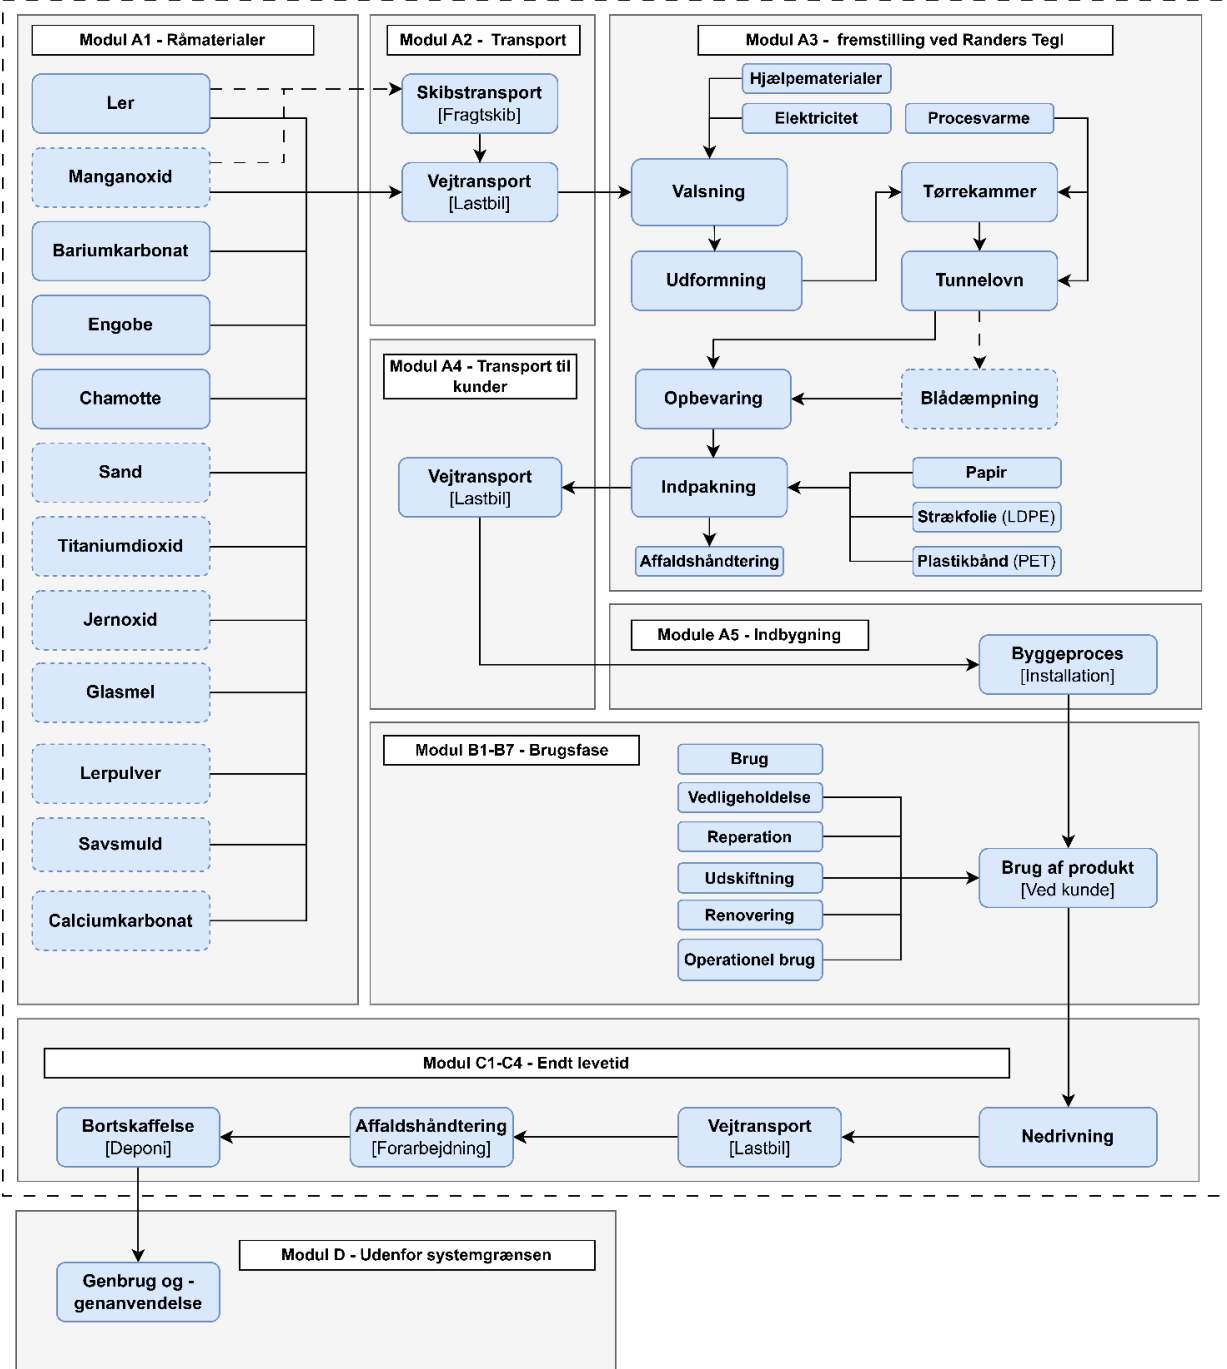 Modul A1 - Råmaterialer
Ler
Manganoxid
Bariumkarbonat
Engobe
Chamotte
Sand
Titaniumdioxid
Jernoxid
Glasmel
Lerpulver
Savsmuld
Calciumkarbonat
Modul A2 - Transport
Skibstransport
[Fragtskib]
Vejtransport
[Lastbil]
Modul A3 - fremstilling ved Randers Tegl
Hjælpematerialer
Elektricitet
Procesvarme
Valsning
Tørrekammer
Udformning
Tunnelovn
Opbevaring
Blådæmpning
Indpakning
Papir
Strækfolie (LDPE)
Plastikbånd (PET)
Affaldshåndtering
Modul A4 - Transport til
kunder
Vejtransport
[Lastbil]
Module A5 - Indbygning
Byggeproces
[Installation]
Modul B1-B7 - Brugsfase
Brug
Vedligeholdelse
Reperation
Udskiftning
Renovering
Operationel brug
Brug af produkt
[Ved kunde]
Modul C1-C4 - Endt levetid
Bortskaffelse
[Deponi]
Affaldshåndtering
[Forarbejdning]
Vejtransport
[Lastbil]
Nedrivning
Modul D - Udenfor systemgrænsen
Genbrug og -
genanvendelse